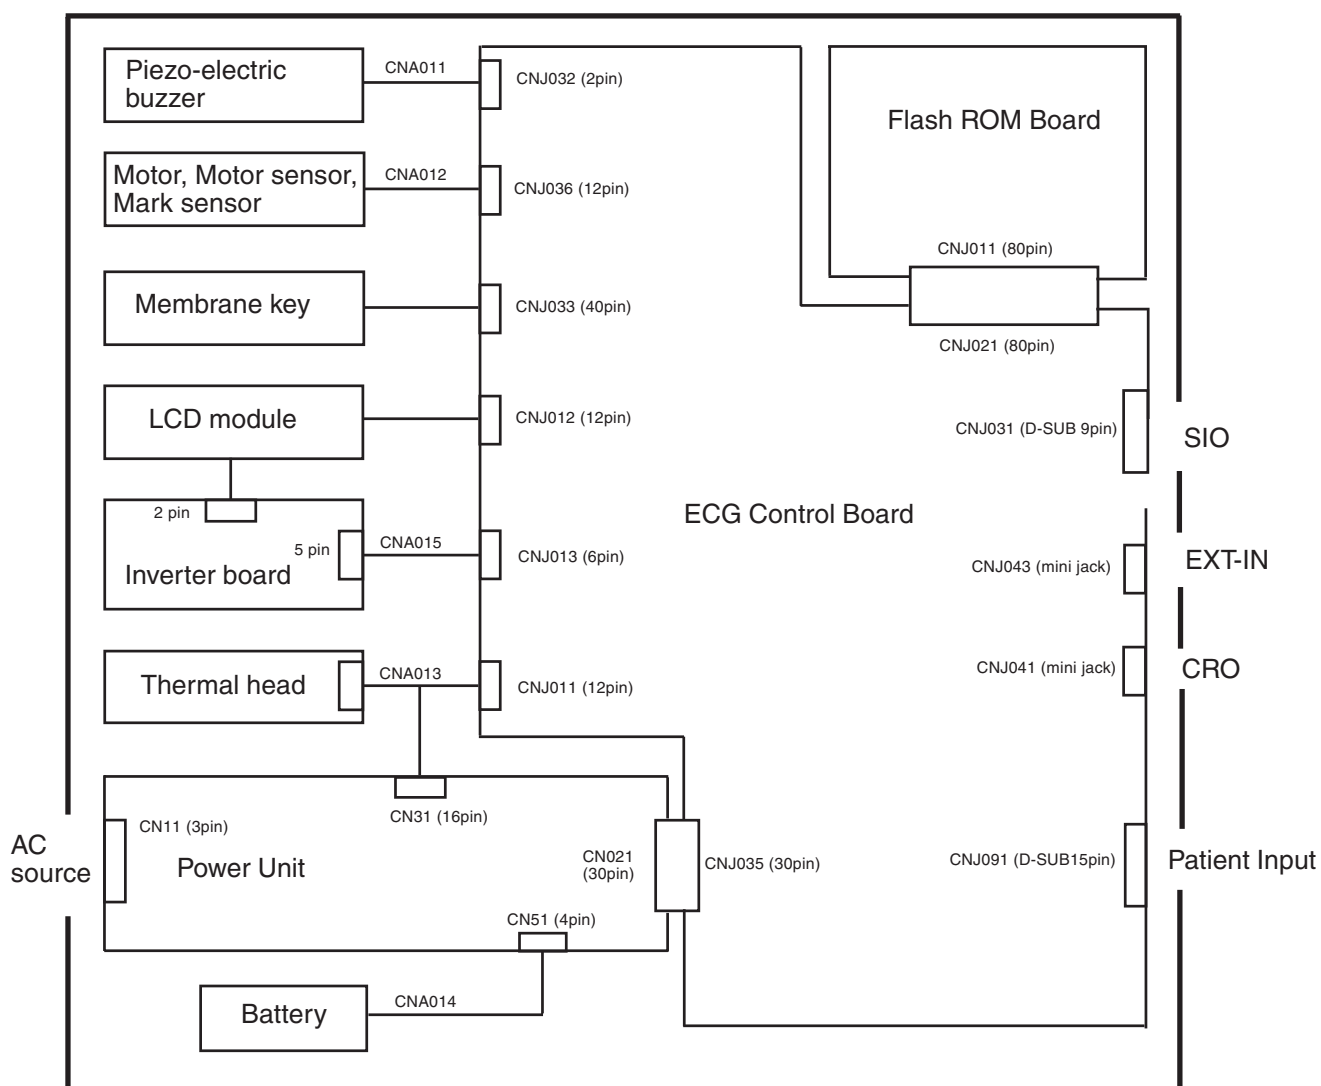 Piezo-electric
buzzer
CNA011
CNJ032 (2pin)
Flash ROM Board
Motor, Motor sensor,
Mark sensor
CNA012
CNJ036 (12pin)
CNJ011 (80pin)
Membrane key
CNJ033 (40pin)
CNJ021 (80pin)
LCD module
CNJ012 (12pin)
CNJ031 (D-SUB 9pin)
SIO
2 pin
5 pin
Inverter board
CNA015
CNJ013 (6pin)
ECG Control Board
CNJ043 (mini jack)
EXT-IN
Thermal head
CNA013
CNJ011 (12pin)
CNJ041 (mini jack)
CRO
CN31 (16pin)
AC
source
CN11 (3pin)
Power Unit
CN021
(30pin)
CNJ035 (30pin)
CNJ091 (D-SUB15pin)
Patient Input
CN51 (4pin)
Battery
CNA014